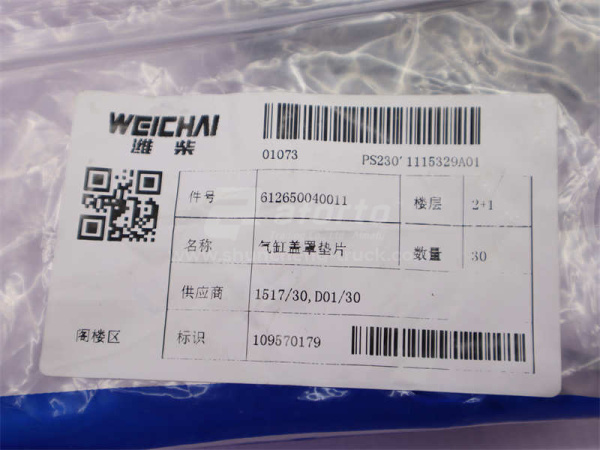 WEICHAI
潍柴
01073 PS230'1115329A01
件号 612650040011 楼层 2+1
名称 气缸盖罩垫片 数量 30
供应商 1517/30,D01/30
阁楼区 标识 109570179